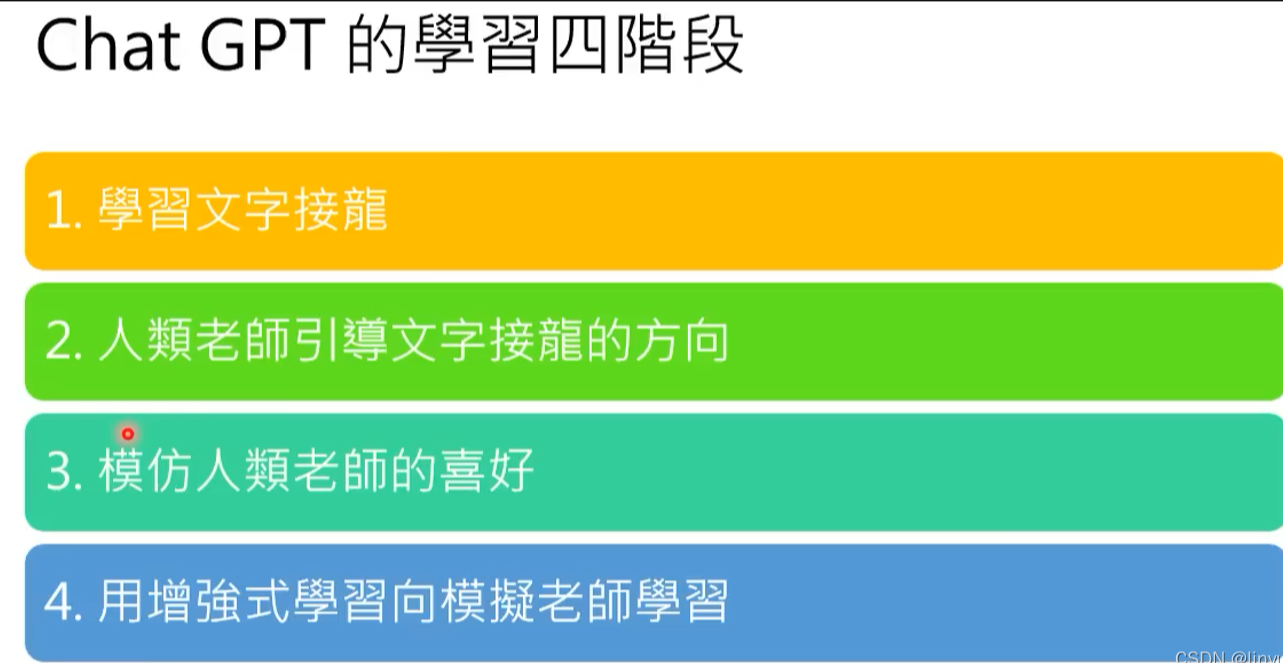 Chat GPT 的學習四階段
1. 學習文字接龍
2. 人類老師引導文字接龍的方向
3. 模仿人類老師的喜好
4. 用增強式學習向模擬老師學習
CSDN